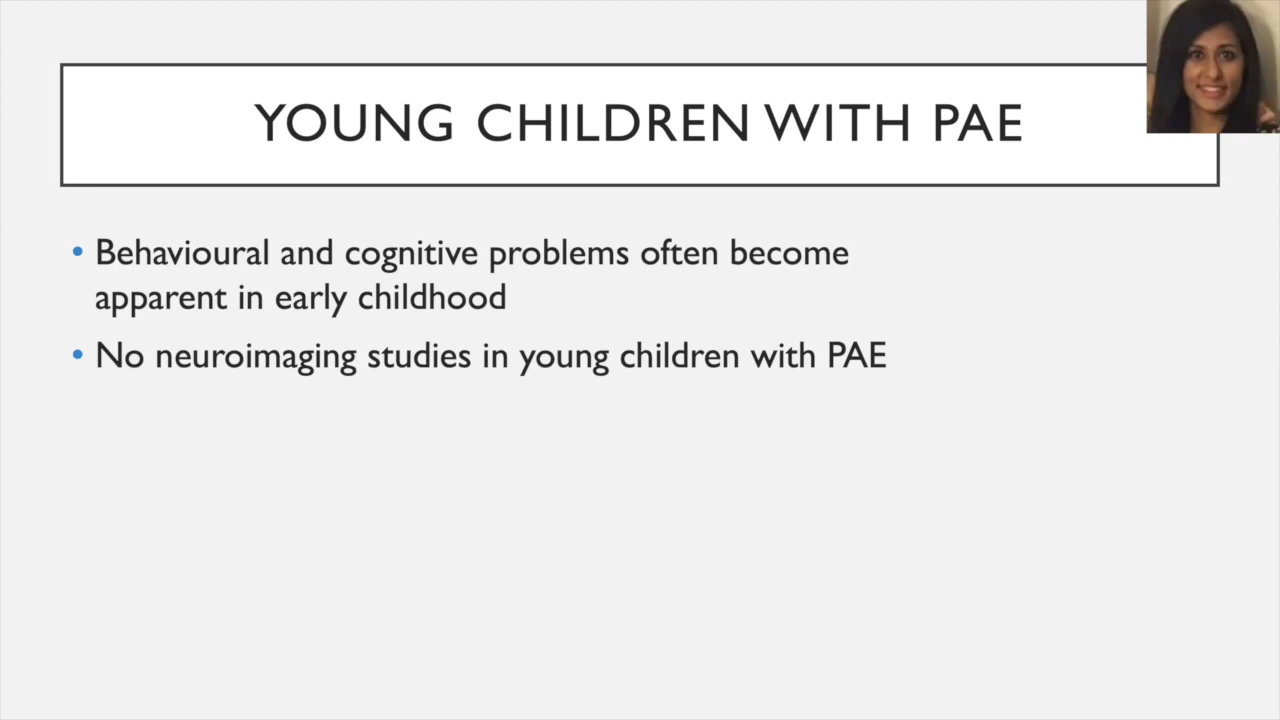 YOUNG CHILDREN WITH PAE
• Behavioural and cognitive problems often become
apparent in early childhood
• No neuroimaging studies in young children with PAE